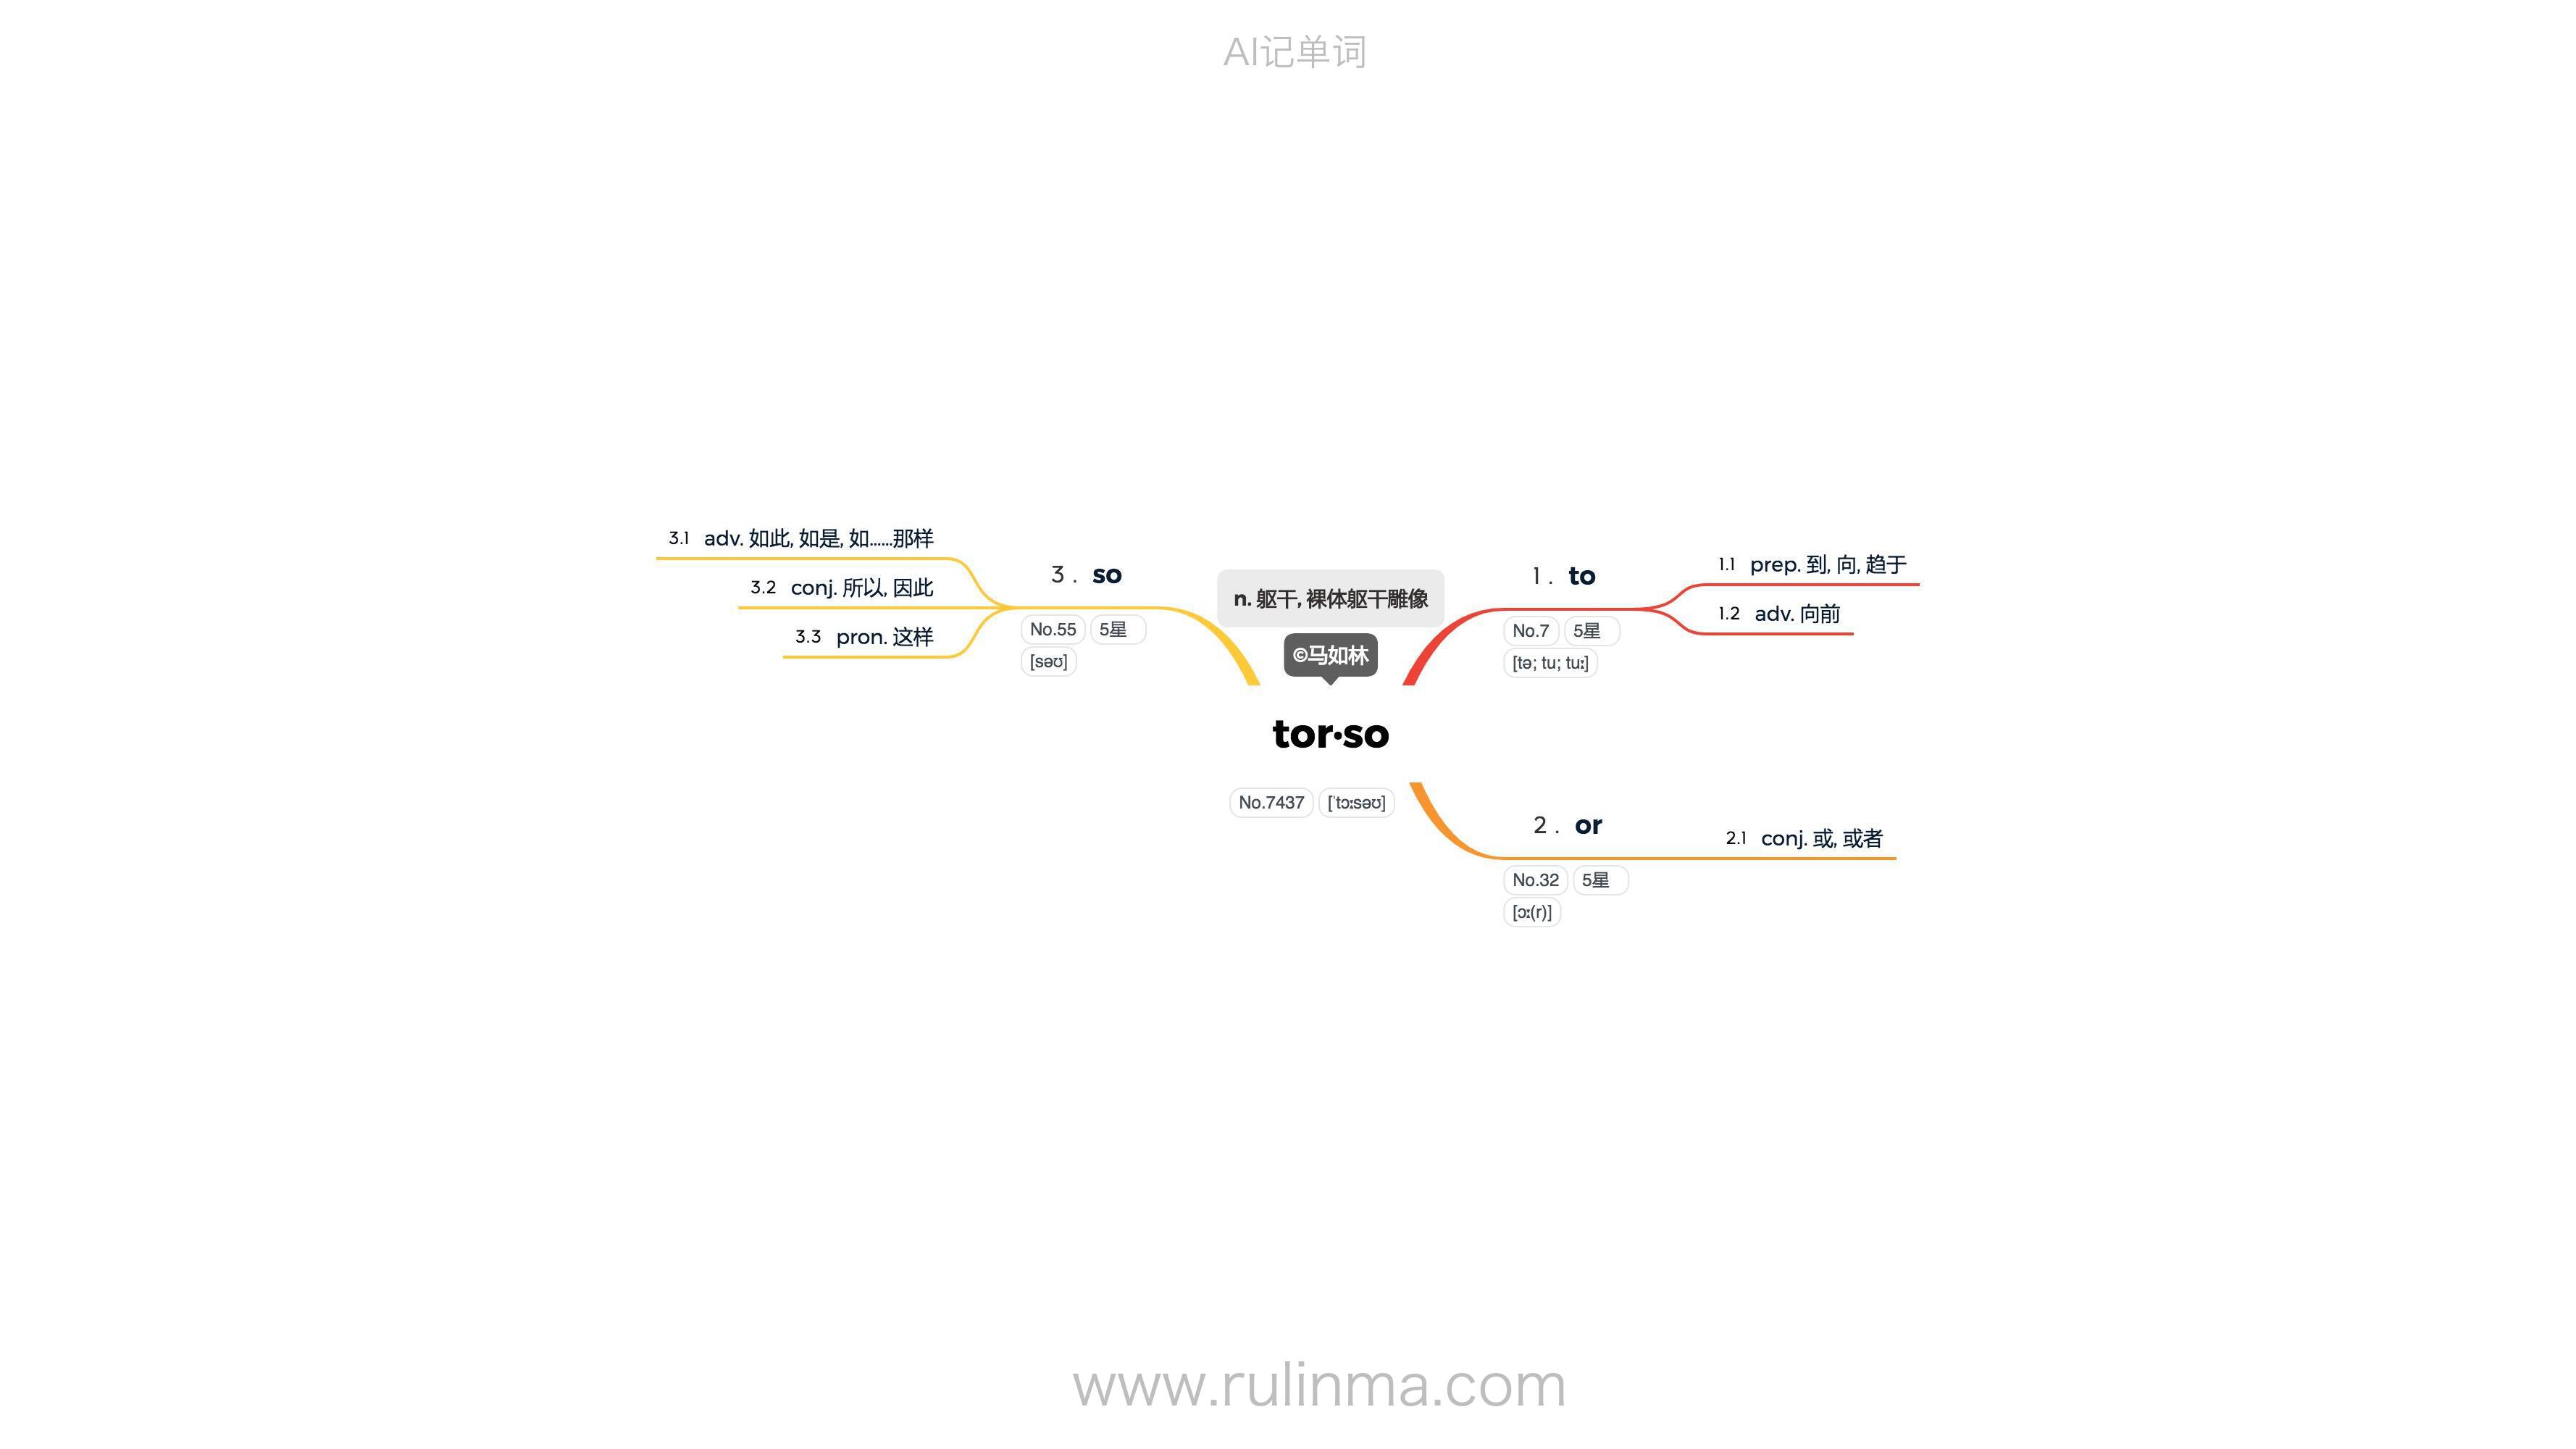 AI记单词
n. 躯干, 裸体躯干雕像
©马如林
tor·so
No.7437 [ˈtɔːsəʊ]
1 . to
No.7 5星
[tə; tu; tuː]
1.1 prep. 到, 向, 趋于
1.2 adv. 向前
2 . or
No.32 5星
[ɔː(r)]
2.1 conj. 或, 或者
3 . so
No.55 5星
[səʊ]
3.1 adv. 如此, 如是, 如……那样
3.2 conj. 所以, 因此
3.3 pron. 这样
www.rulinma.com